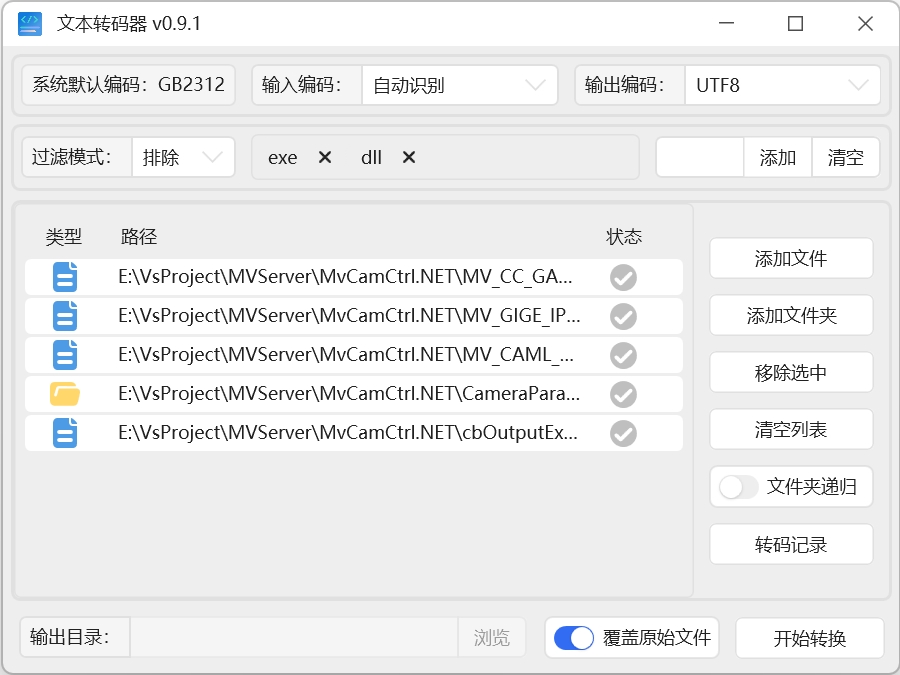 文本转码器 v0.9.1
系统默认编码：GB2312 输入编码： 自动识别 输出编码： UTF8
过滤模式： 排除 exe dll 添加 清空
类型 路径 状态
E:\VsProject\MVServer\MvCamCtrl.NET\MV_CC_GA...
E:\VsProject\MVServer\MvCamCtrl.NET\MV_GIGE_IP...
E:\VsProject\MVServer\MvCamCtrl.NET\MV_CAML_...
E:\VsProject\MVServer\MvCamCtrl.NET\CameraPara...
E:\VsProject\MVServer\MvCamCtrl.NET\cbOutputEx...
添加文件
添加文件夹
移除选中
清空列表
文件夹递归
转码记录
输出目录： 浏览 覆盖原始文件 开始转换